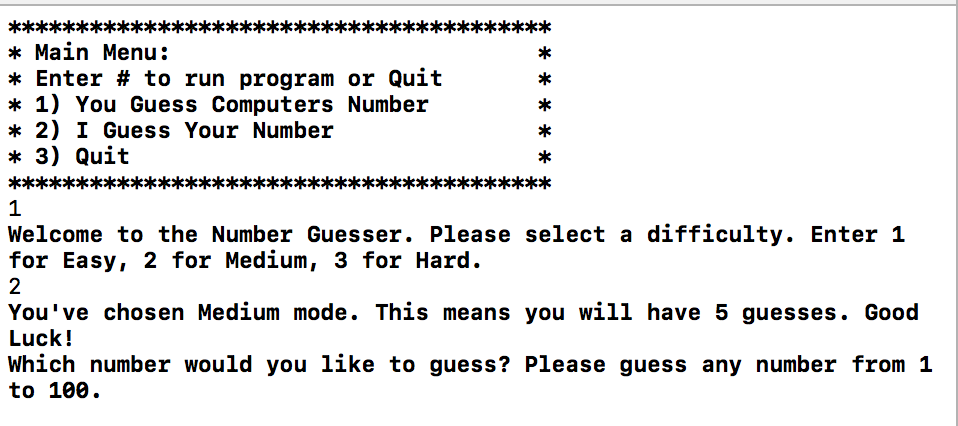 ****************************************
* Main Menu:                           *
* Enter # to run program or Quit       *
* 1) You Guess Computers Number        *
* 2) I Guess Your Number               *
* 3) Quit                              *
****************************************
1
Welcome to the Number Guesser. Please select a difficulty. Enter 1
for Easy, 2 for Medium, 3 for Hard.
2
You've chosen Medium mode. This means you will have 5 guesses. Good
Luck!
Which number would you like to guess? Please guess any number from 1
to 100.